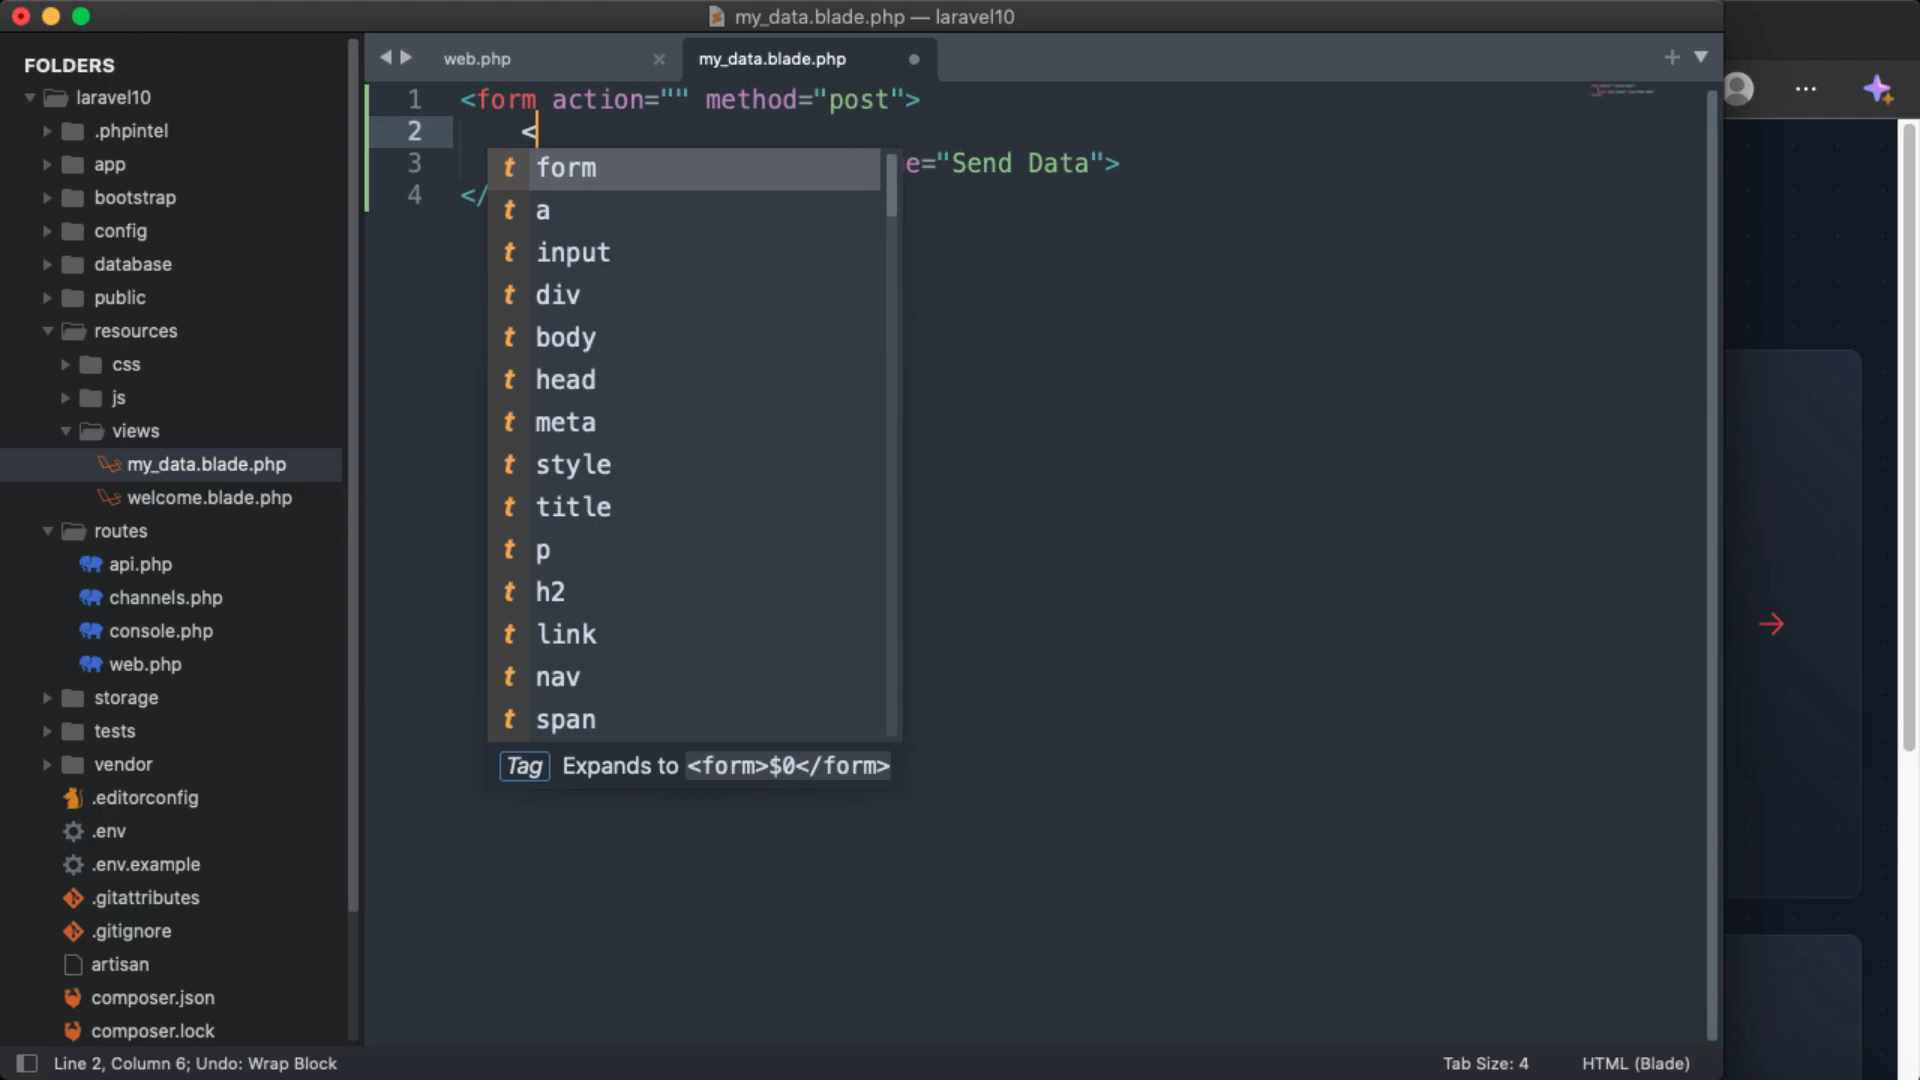 my_data.blade.php — laravel10
FOLDERS
laravel10
.phpintel
app
bootstrap
config
database
public
resources
css
js
views
my_data.blade.php
welcome.blade.php
routes
api.php
channels.php
console.php
web.php
storage
tests
vendor
.editorconfig
.env
.env.example
.gitattributes
.gitignore
artisan
composer.json
composer.lock
web.php
my_data.blade.php
1 <form action="" method="post">
2 <
3 e="Send Data">
4 </
t form
t a
t input
t div
t body
t head
t meta
t style
t title
t p
t h2
t link
t nav
t span
Tag Expands to <form>$0</form>
Line 2, Column 6; Undo: Wrap Block
Tab Size: 4
HTML (Blade)